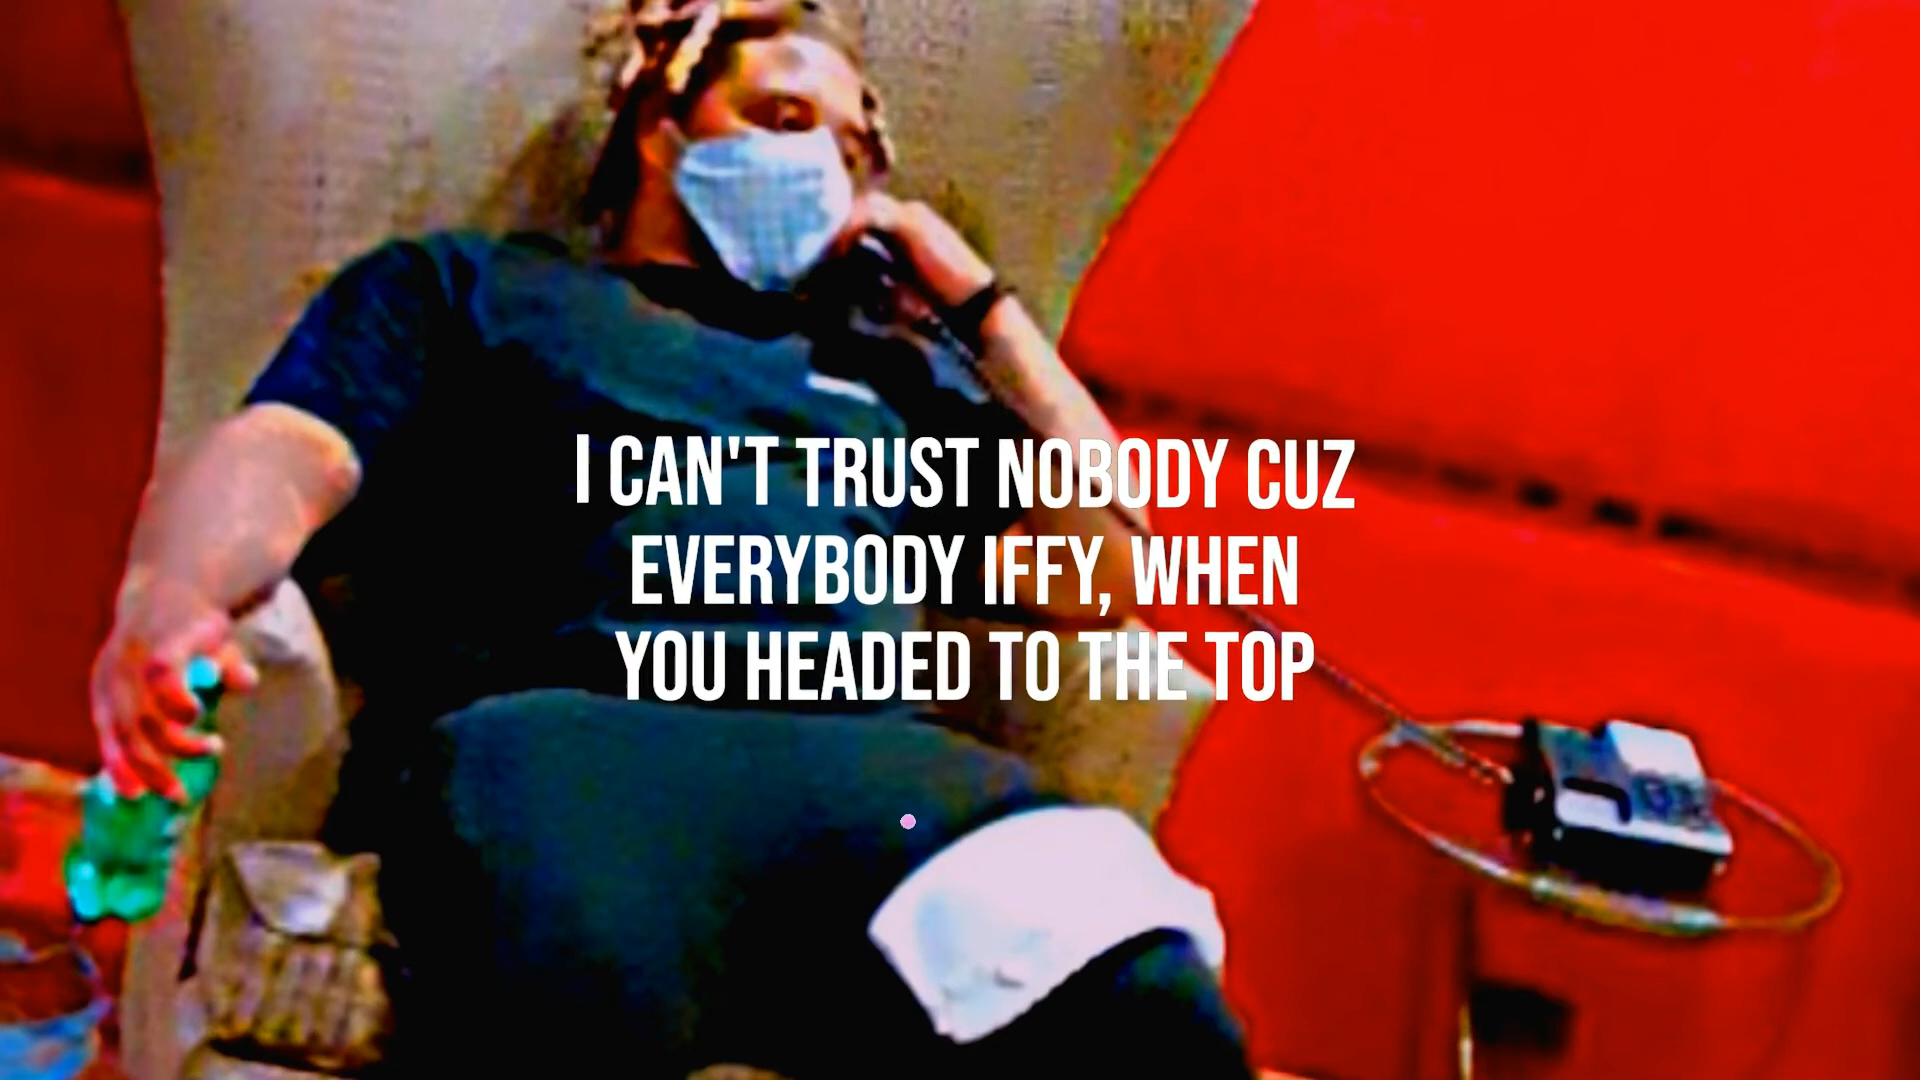 I CAN'T TRUST NOBODY CUZ
EVERYBODY IFFY, WHEN
YOU HEADED TO THE TOP